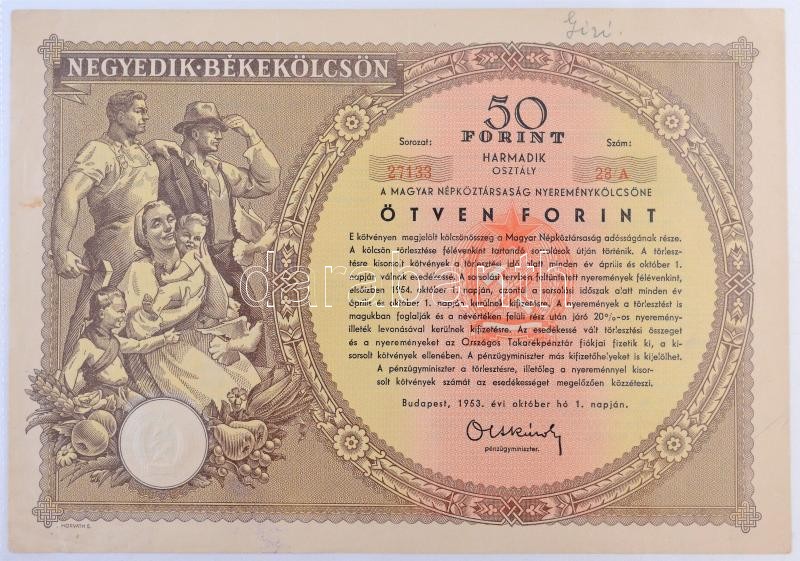 Gizi.
NEGYEDIK·BÉKEKÖLCSÖN
50
FORINT
Sorozat:
Szám:
27133
28 A
HARMADIK
OSZTÁLY
A MAGYAR NÉPKÖZTÁRSASÁG NYEREMÉNYKÖLCSÖNE
ÖTVEN FORINT
E kötvényen megjelölt kölcsönösszeg a Magyar Népköztársaság adósságának része.
A kölcsön törlesztése félévenkint tartandó sorsolások útján történik. A törlesz-
tésre kisorsolt kötvények a törlesztési idő alatt minden év április és október 1.
napján válnak esedékessé. A sorsolási tervben feltüntetett nyeremények félévenkint,
elsőízben 1954. október 1 napján, azontúl a sorsolási időszak alatt minden év
április és október 1. napján kerülnek kifizetésre. A nyeremények a törlesztést is
magukban foglalják és a névértéken felüli rész után járó 20%-os nyeremény-
illeték levonásával kerülnek kifizetésre. Az esedékessé vált törlesztési összeget
és a nyereményeket az Országos Takarékpénztár fiókjai fizetik ki, a ki-
sorsolt kötvények ellenében. A pénzügyminiszter más kifizetőhelyeket is kijelölhet.
A pénzügyminiszter a törlesztésre, illetőleg a nyereménnyel kisor-
solt kötvények számát az esedékességet megelőzően közzéteszi.
Budapest, 1953. évi október hó 1. napján.
pénzügyminiszter.
HORVÁTH E.
darabanth